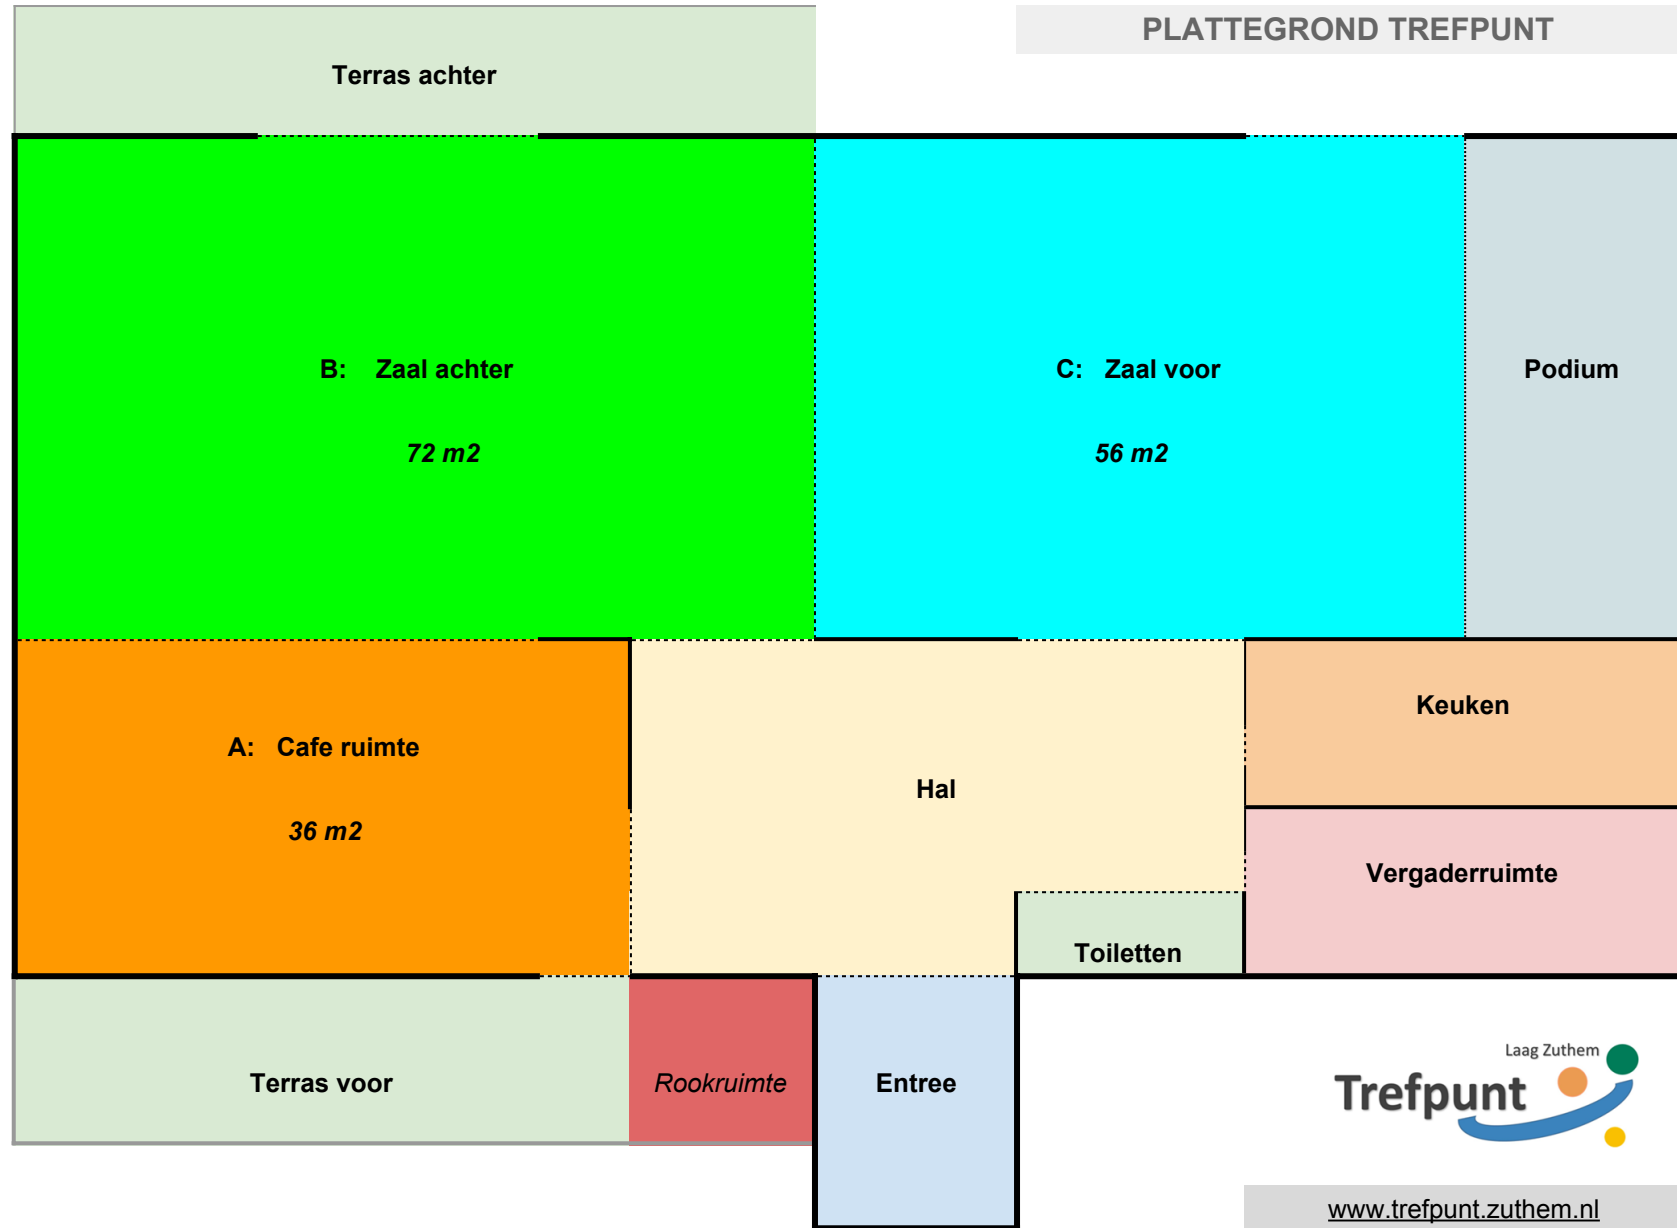 PLATTEGROND TREFPUNT
Terras achter
B: Zaal achter
72 m2
C: Zaal voor
56 m2
Podium
A: Cafe ruimte
36 m2
Hal
Keuken
Vergaderruimte
Toiletten
Terras voor
Rookruimte
Entree
Laag Zuthem
Trefpunt
www.trefpunt.zuthem.nl